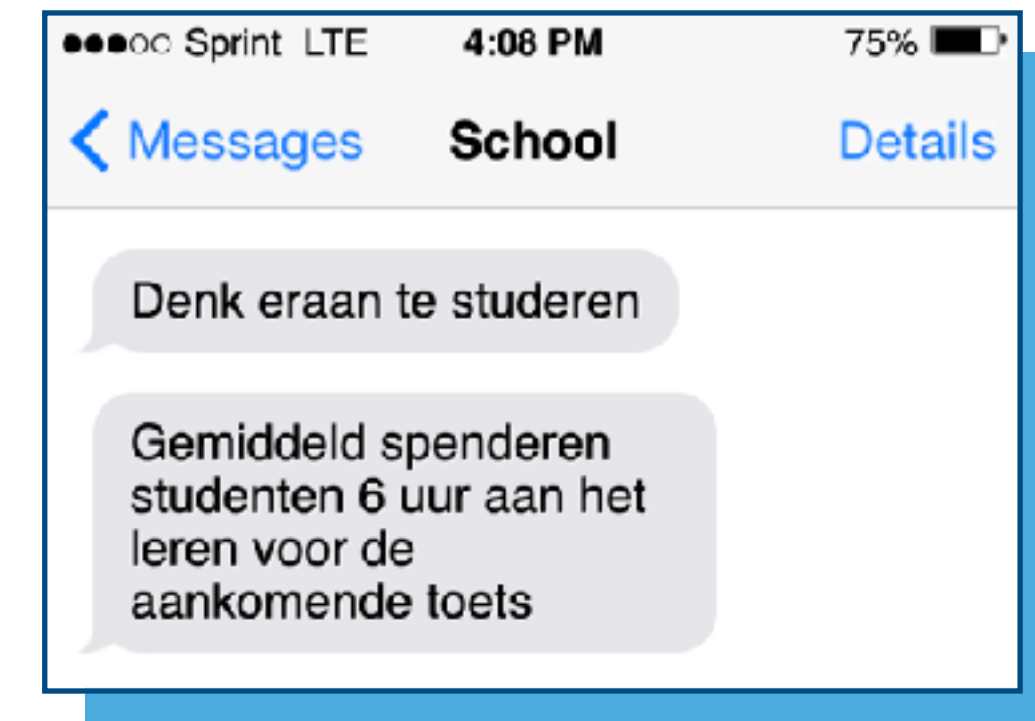 Sprint LTE 4:08 PM 75%
Messages School Details
Denk eraan te studeren
Gemiddeld spenderen
studenten 6 uur aan het
leren voor de
aankomende toets